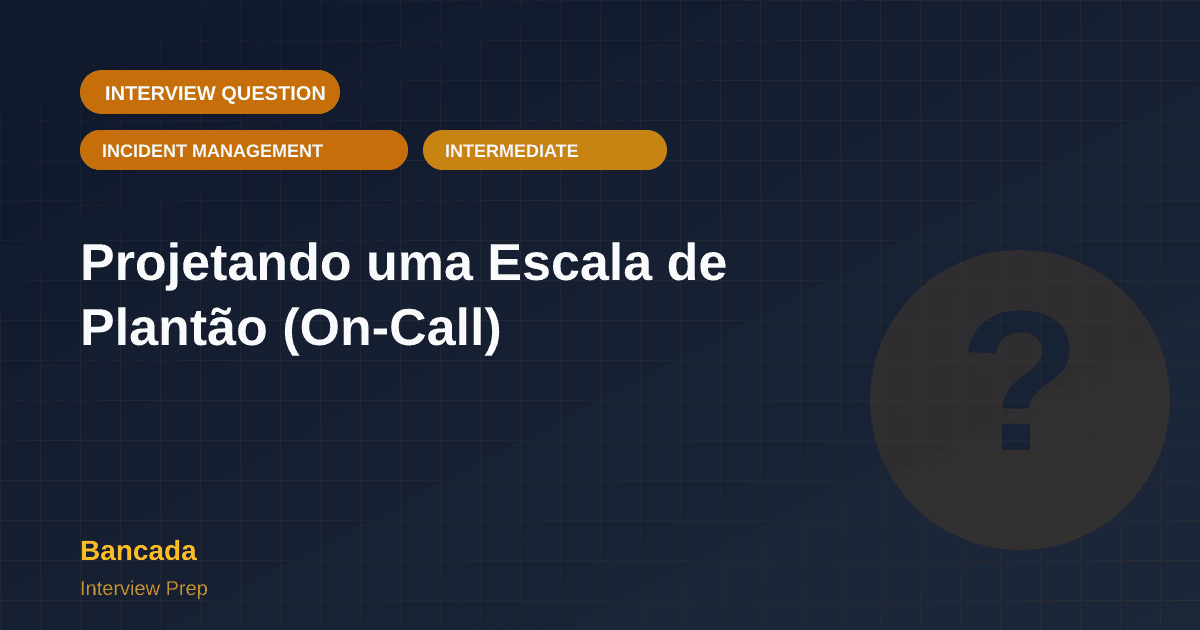 INTERVIEW QUESTION
INCIDENT MANAGEMENT
INTERMEDIATE
Projetando uma Escala de
Plantão (On-Call)
?
Bancada
Interview Prep